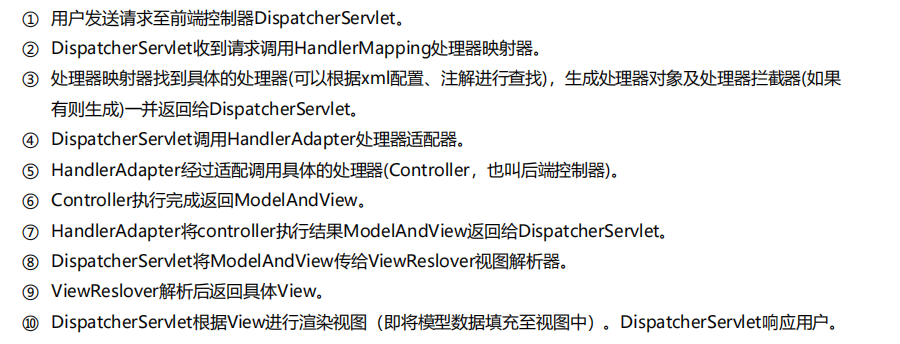 ① 用户发送请求至前端控制器DispatcherServlet。
② DispatcherServlet收到请求调用HandlerMapping处理器映射器。
③ 处理器映射器找到具体的处理器(可以根据xml配置、注解进行查找)，生成处理器对象及处理器拦截器(如果
有则生成)一并返回给DispatcherServlet。
④ DispatcherServlet调用HandlerAdapter处理器适配器。
⑤ HandlerAdapter经过适配调用具体的处理器(Controller，也叫后端控制器)。
⑥ Controller执行完成返回ModelAndView。
⑦ HandlerAdapter将controller执行结果ModelAndView返回给DispatcherServlet。
⑧ DispatcherServlet将ModelAndView传给ViewReslover视图解析器。
⑨ ViewReslover解析后返回具体View。
⑩ DispatcherServlet根据View进行渲染视图（即将模型数据填充至视图中）。DispatcherServlet响应用户。